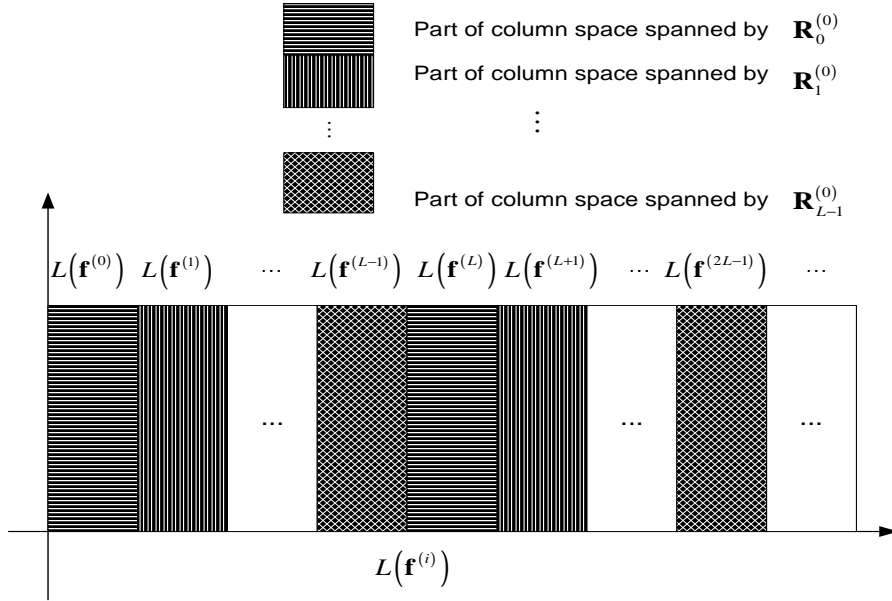 Part of column space spanned by R_0^{(0)}
Part of column space spanned by R_1^{(0)}
⋮ ⋮
Part of column space spanned by R_{L-1}^{(0)}
L(f^{(0)}) L(f^{(1)}) ... L(f^{(L-1)}) L(f^{(L)}) L(f^{(L+1)}) ... L(f^{(2L-1)}) ...
... ... ...
L(f^{(i)})